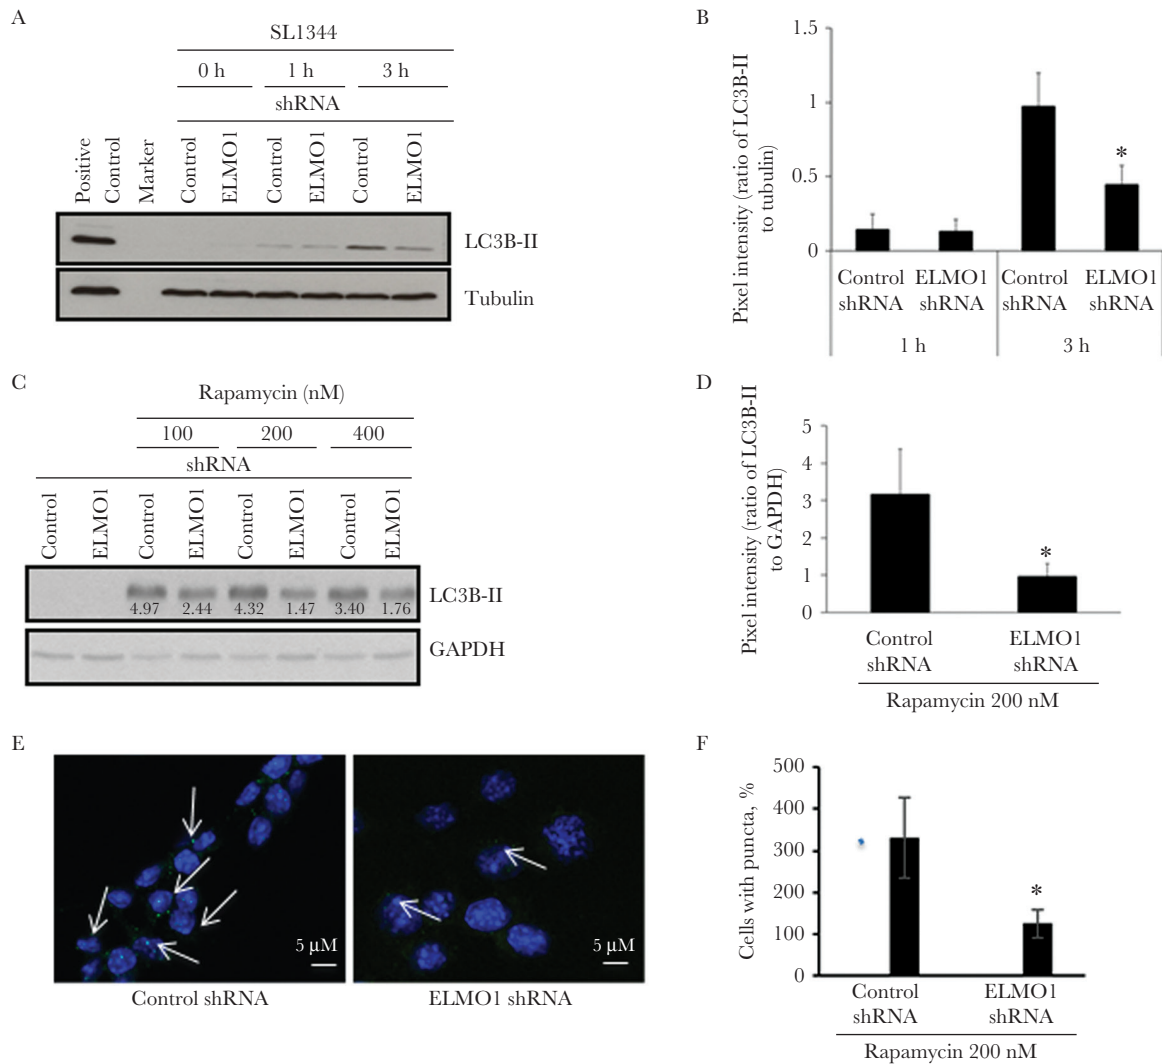 A
SL1344
0 h
1 h
3 h
shRNA
Positive
Control
Marker
Control
ELMO1
Control
ELMO1
Control
ELMO1
LC3B-II
Tubulin
B
Pixel intensity (ratio of LC3B-II
to tubulin)
1.5
1
0.5
0
Control
shRNA
ELMO1
shRNA
Control
shRNA
ELMO1
shRNA
*
1 h
3 h
C
Rapamycin (nM)
100
200
400
shRNA
Control
ELMO1
Control
ELMO1
Control
ELMO1
Control
ELMO1
4.97
2.44
4.32
1.47
3.40
1.76
LC3B-II
GAPDH
D
Pixel intensity (ratio of LC3B-II
to GAPDH)
5
4
3
2
1
0
*
Control
shRNA
ELMO1
shRNA
Rapamycin 200 nM
E
5 µM
5 µM
Control shRNA
ELMO1 shRNA
F
Cells with puncta, %
500
400
300
200
100
0
*
Control
shRNA
ELMO1
shRNA
Rapamycin 200 nM